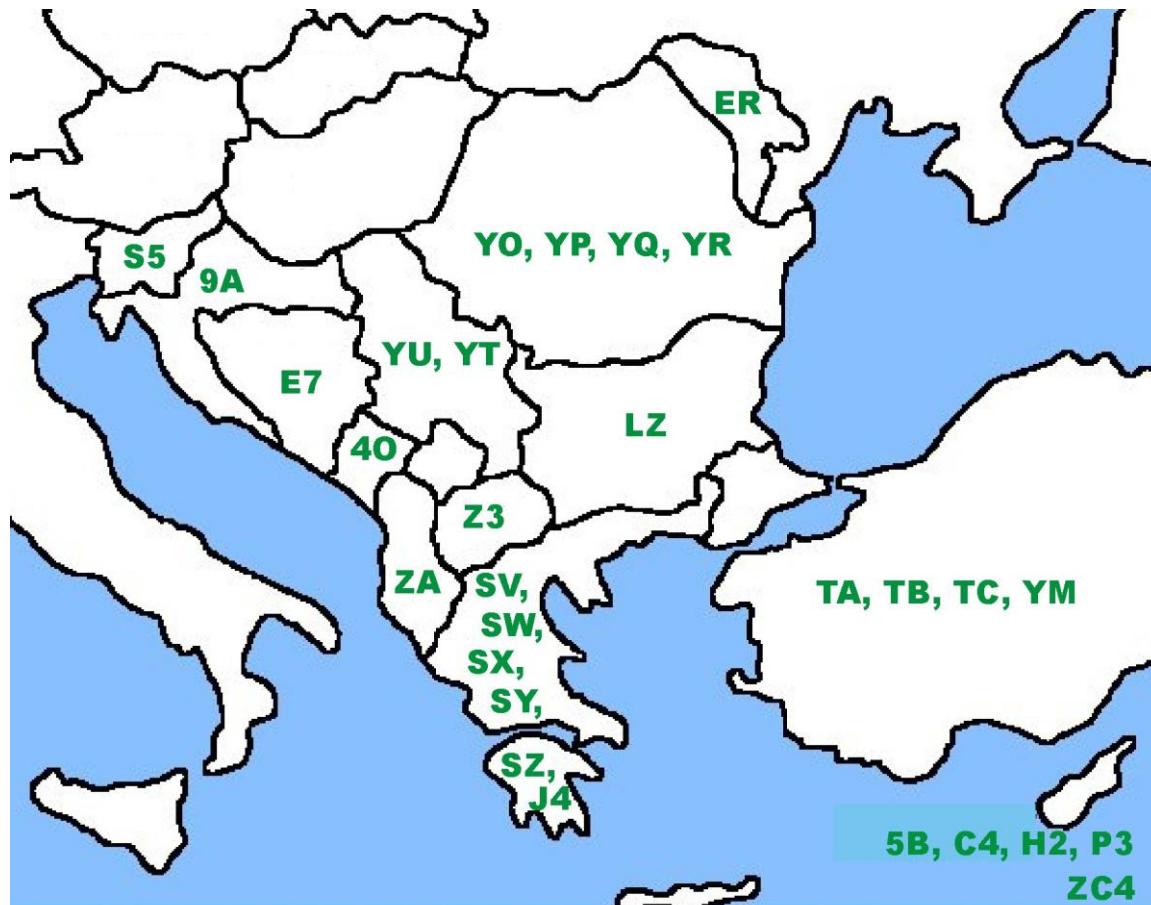 ER
YO, YP, YQ, YR
S5
9A
YU, YT
E7
LZ
4O
Z3
ZA
SV,
SW,
SX,
SY,
SZ,
J4
TA, TB, TC, YM
5B, C4, H2, P3
ZC4